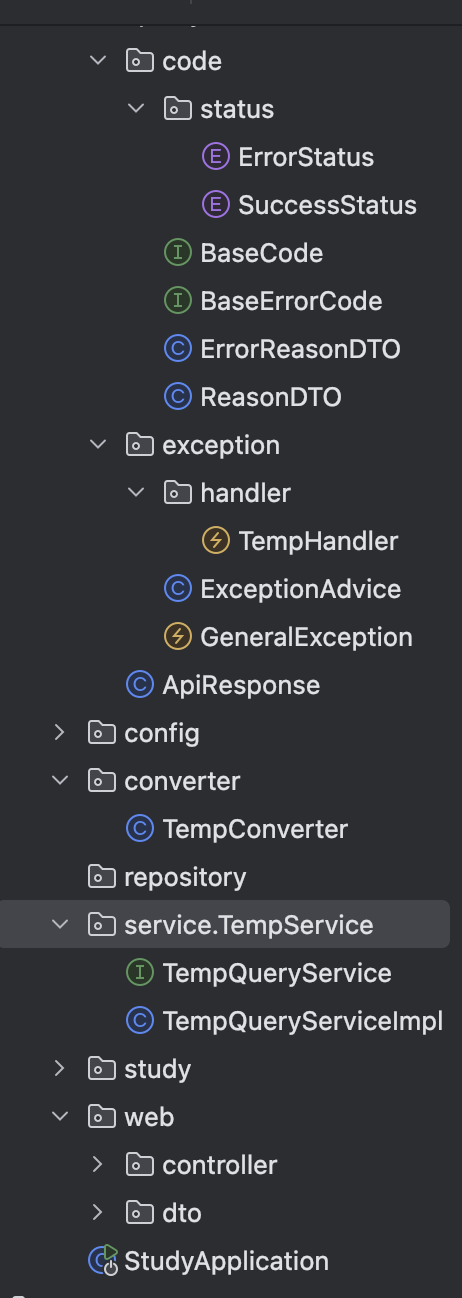 code
status
ErrorStatus
SuccessStatus
BaseCode
BaseErrorCode
ErrorReasonDTO
ReasonDTO
exception
handler
TempHandler
ExceptionAdvice
GeneralException
ApiResponse
config
converter
TempConverter
repository
service.TempService
TempQueryService
TempQueryServiceImpl
study
web
controller
dto
StudyApplication